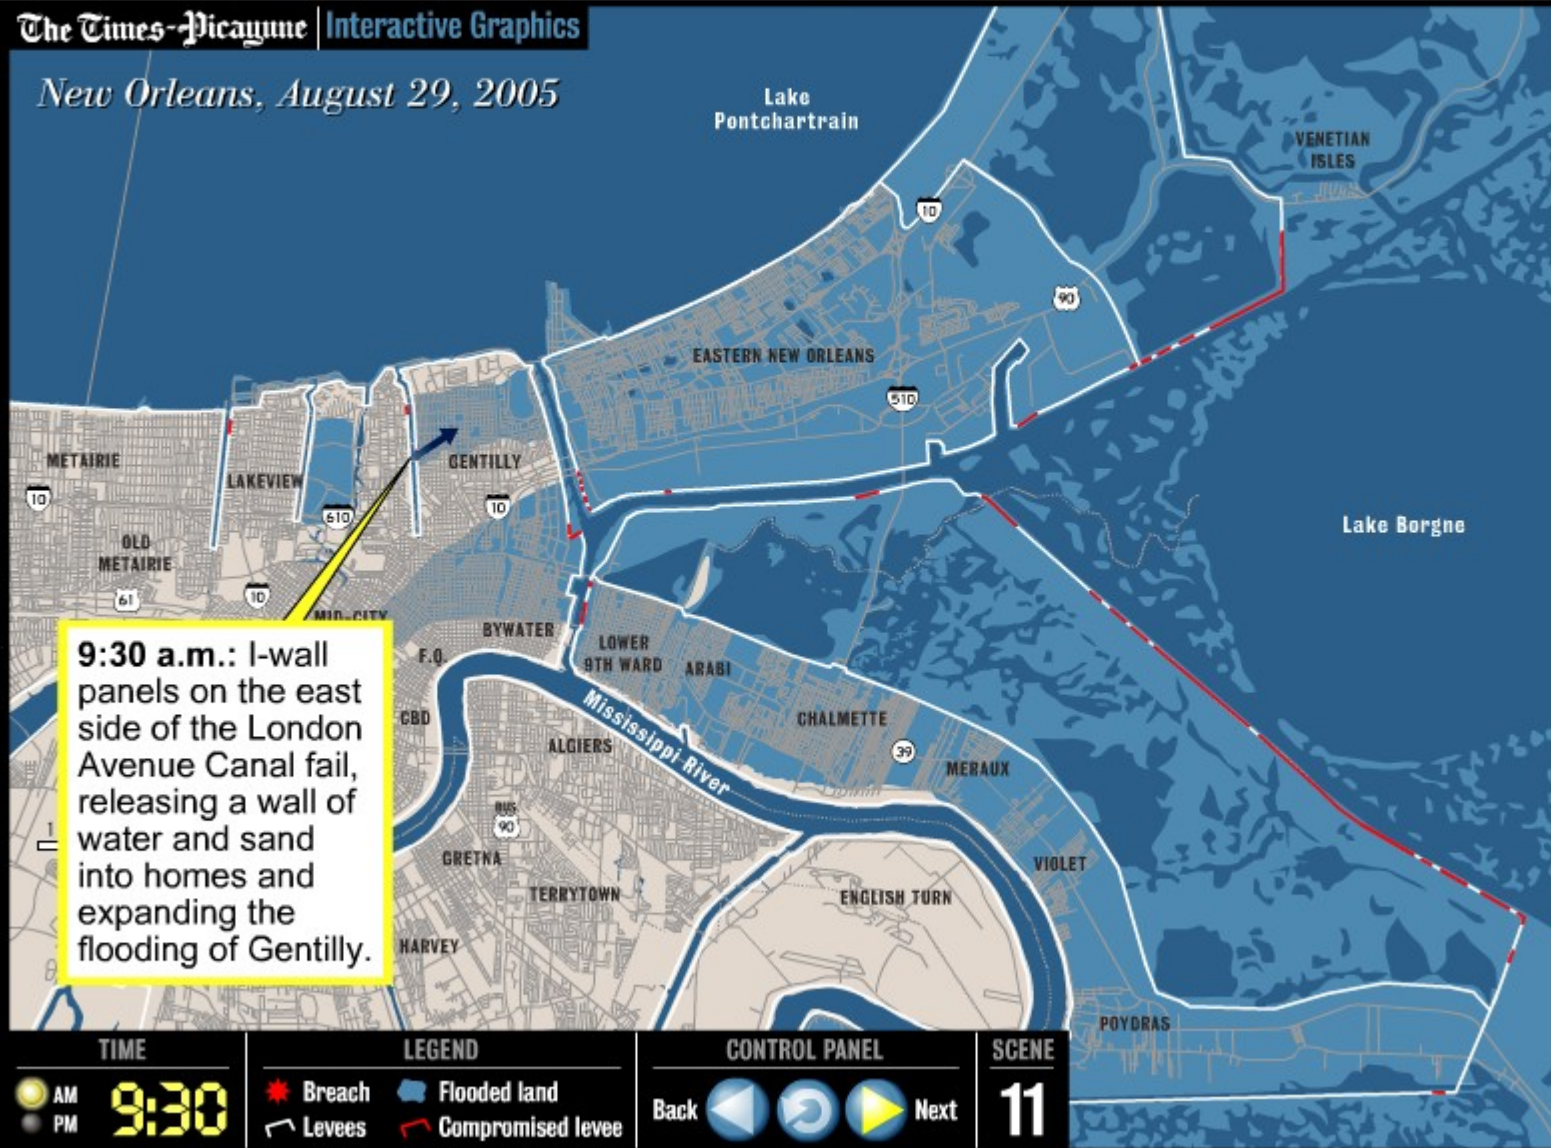 The Times-Picayune | Interactive Graphics
New Orleans, August 29, 2005
Lake
Pontchartrain
VENETIAN
ISLES
10
90
EASTERN NEW ORLEANS
510
METAIRIE
LAKEVIEW
GENTILLY
10
10
610
Lake Borgne
OLD
METAIRIE
61
10
MID-CITY
BYWATER
LOWER
9TH WARD
ARABI
F.Q.
9:30 a.m.: I-wall
panels on the east
side of the London
Avenue Canal fail,
releasing a wall of
water and sand
into homes and
expanding the
flooding of Gentilly.
Mississippi River
CBD
ALGIERS
CHALMETTE
39
MERAUX
BUS
90
GRETNA
TERRYTOWN
VIOLET
ENGLISH TURN
HARVEY
POYDRAS
TIME
AM
PM
9:30
LEGEND
Breach
Flooded land
Levees
Compromised levee
CONTROL PANEL
Back
Next
SCENE
11